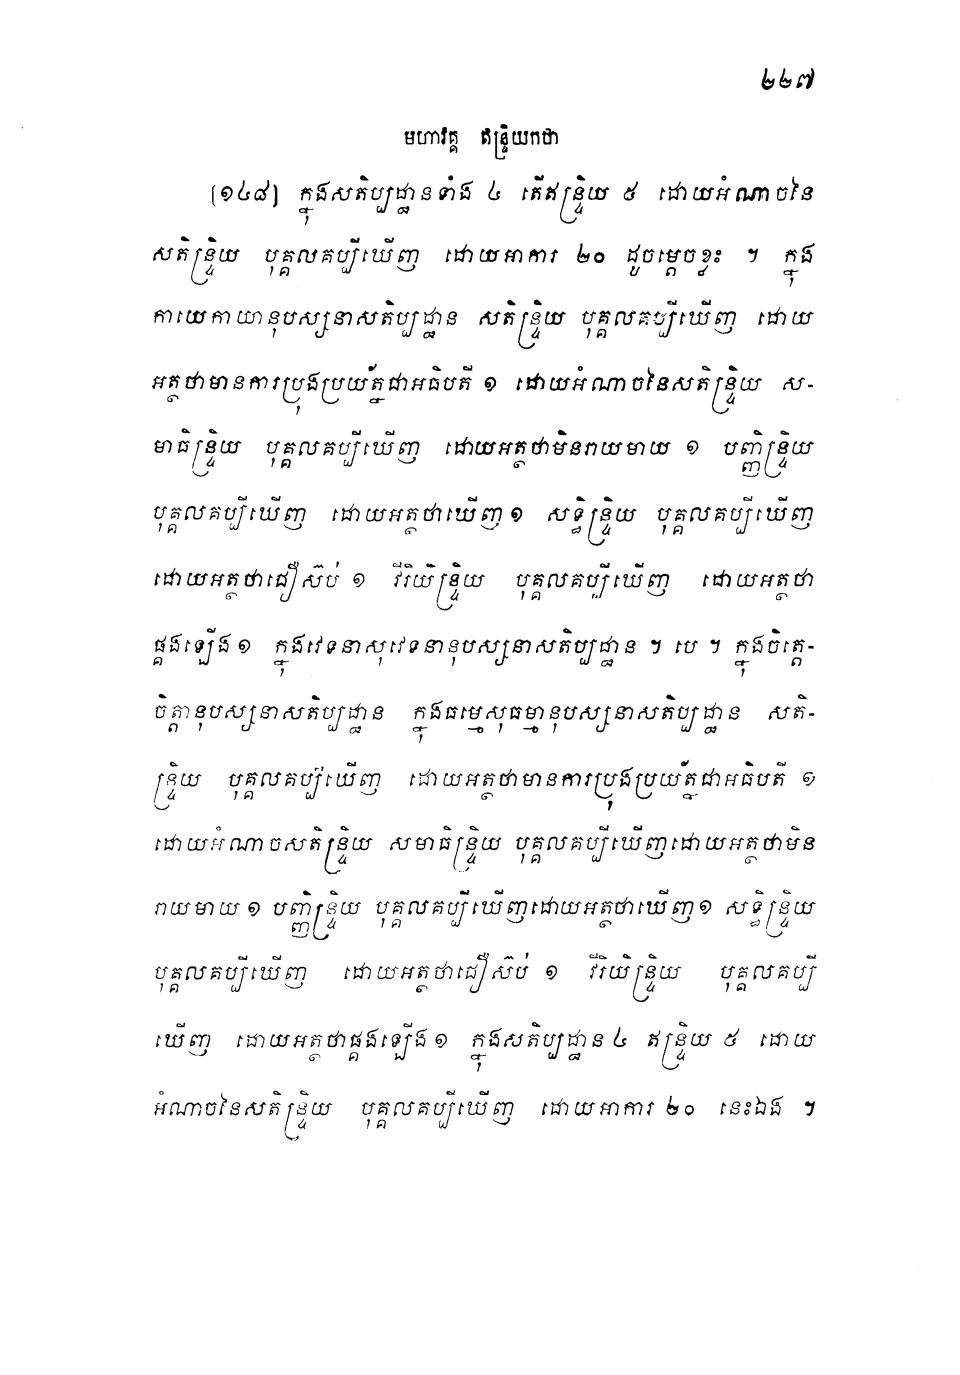 ២២៧
មហាវគ្គ ឥន្ទ្រិយកថា
[១៤៨] ក្នុងសតិប្បដ្ឋានទាំង ៤ តើឥន្ទ្រិយ ៥ ដោយអំណាចនៃ
សតិន្ទ្រិយ បុគ្គលគប្បីឃើញ ដោយអាការ ២០ ដូចម្តេចខ្លះ ។ ក្នុង
កាយេកាយានុបស្សនាសតិប្បដ្ឋាន សតិន្ទ្រិយ បុគ្គលគប្បីឃើញ ដោយ
អត្ថថាមានការប្រុងប្រយ័ត្នជាអធិបតី ១ ដោយអំណាចនៃសតិន្ទ្រិយ ស-
មាធិន្ទ្រិយ បុគ្គលគប្បីឃើញ ដោយអត្ថថាមិនរាយមាយ ១ បញ្ញិន្ទ្រិយ
បុគ្គលគប្បីឃើញ ដោយអត្ថថាឃើញ ១ សទ្ធិន្ទ្រិយ បុគ្គលគប្បីឃើញ
ដោយអត្ថថាជឿស៊ប់ ១ វីរិយិន្ទ្រិយ បុគ្គលគប្បីឃើញ ដោយអត្ថថា
ផ្គងឡើង ១ ក្នុងវេទនាសុវេទនានុបស្សនាសតិប្បដ្ឋាន ។ បេ ។ ក្នុងចិត្តេ-
ចិត្តានុបស្សនាសតិប្បដ្ឋាន ក្នុងធម្មេសុធម្មានុបស្សនាសតិប្បដ្ឋាន សតិ-
ន្ទ្រិយ បុគ្គលគប្បីឃើញ ដោយអត្ថថាមានការប្រុងប្រយ័ត្នជាអធិបតី ១
ដោយអំណាចសតិន្ទ្រិយ សមាធិន្ទ្រិយ បុគ្គលគប្បីឃើញដោយអត្ថថាមិន
រាយមាយ ១ បញ្ញិន្ទ្រិយ បុគ្គលគប្បីឃើញដោយអត្ថថាឃើញ ១ សទ្ធិន្ទ្រិយ
បុគ្គលគប្បីឃើញ ដោយអត្ថថាជឿស៊ប់ ១ វីរិយិន្ទ្រិយ បុគ្គលគប្បី
ឃើញ ដោយអត្ថថាផ្គងឡើង ១ ក្នុងសតិប្បដ្ឋាន ៤ ឥន្ទ្រិយ ៥ ដោយ
អំណាចនៃសតិន្ទ្រិយ បុគ្គលគប្បីឃើញ ដោយអាការ ២០ នេះឯង ។